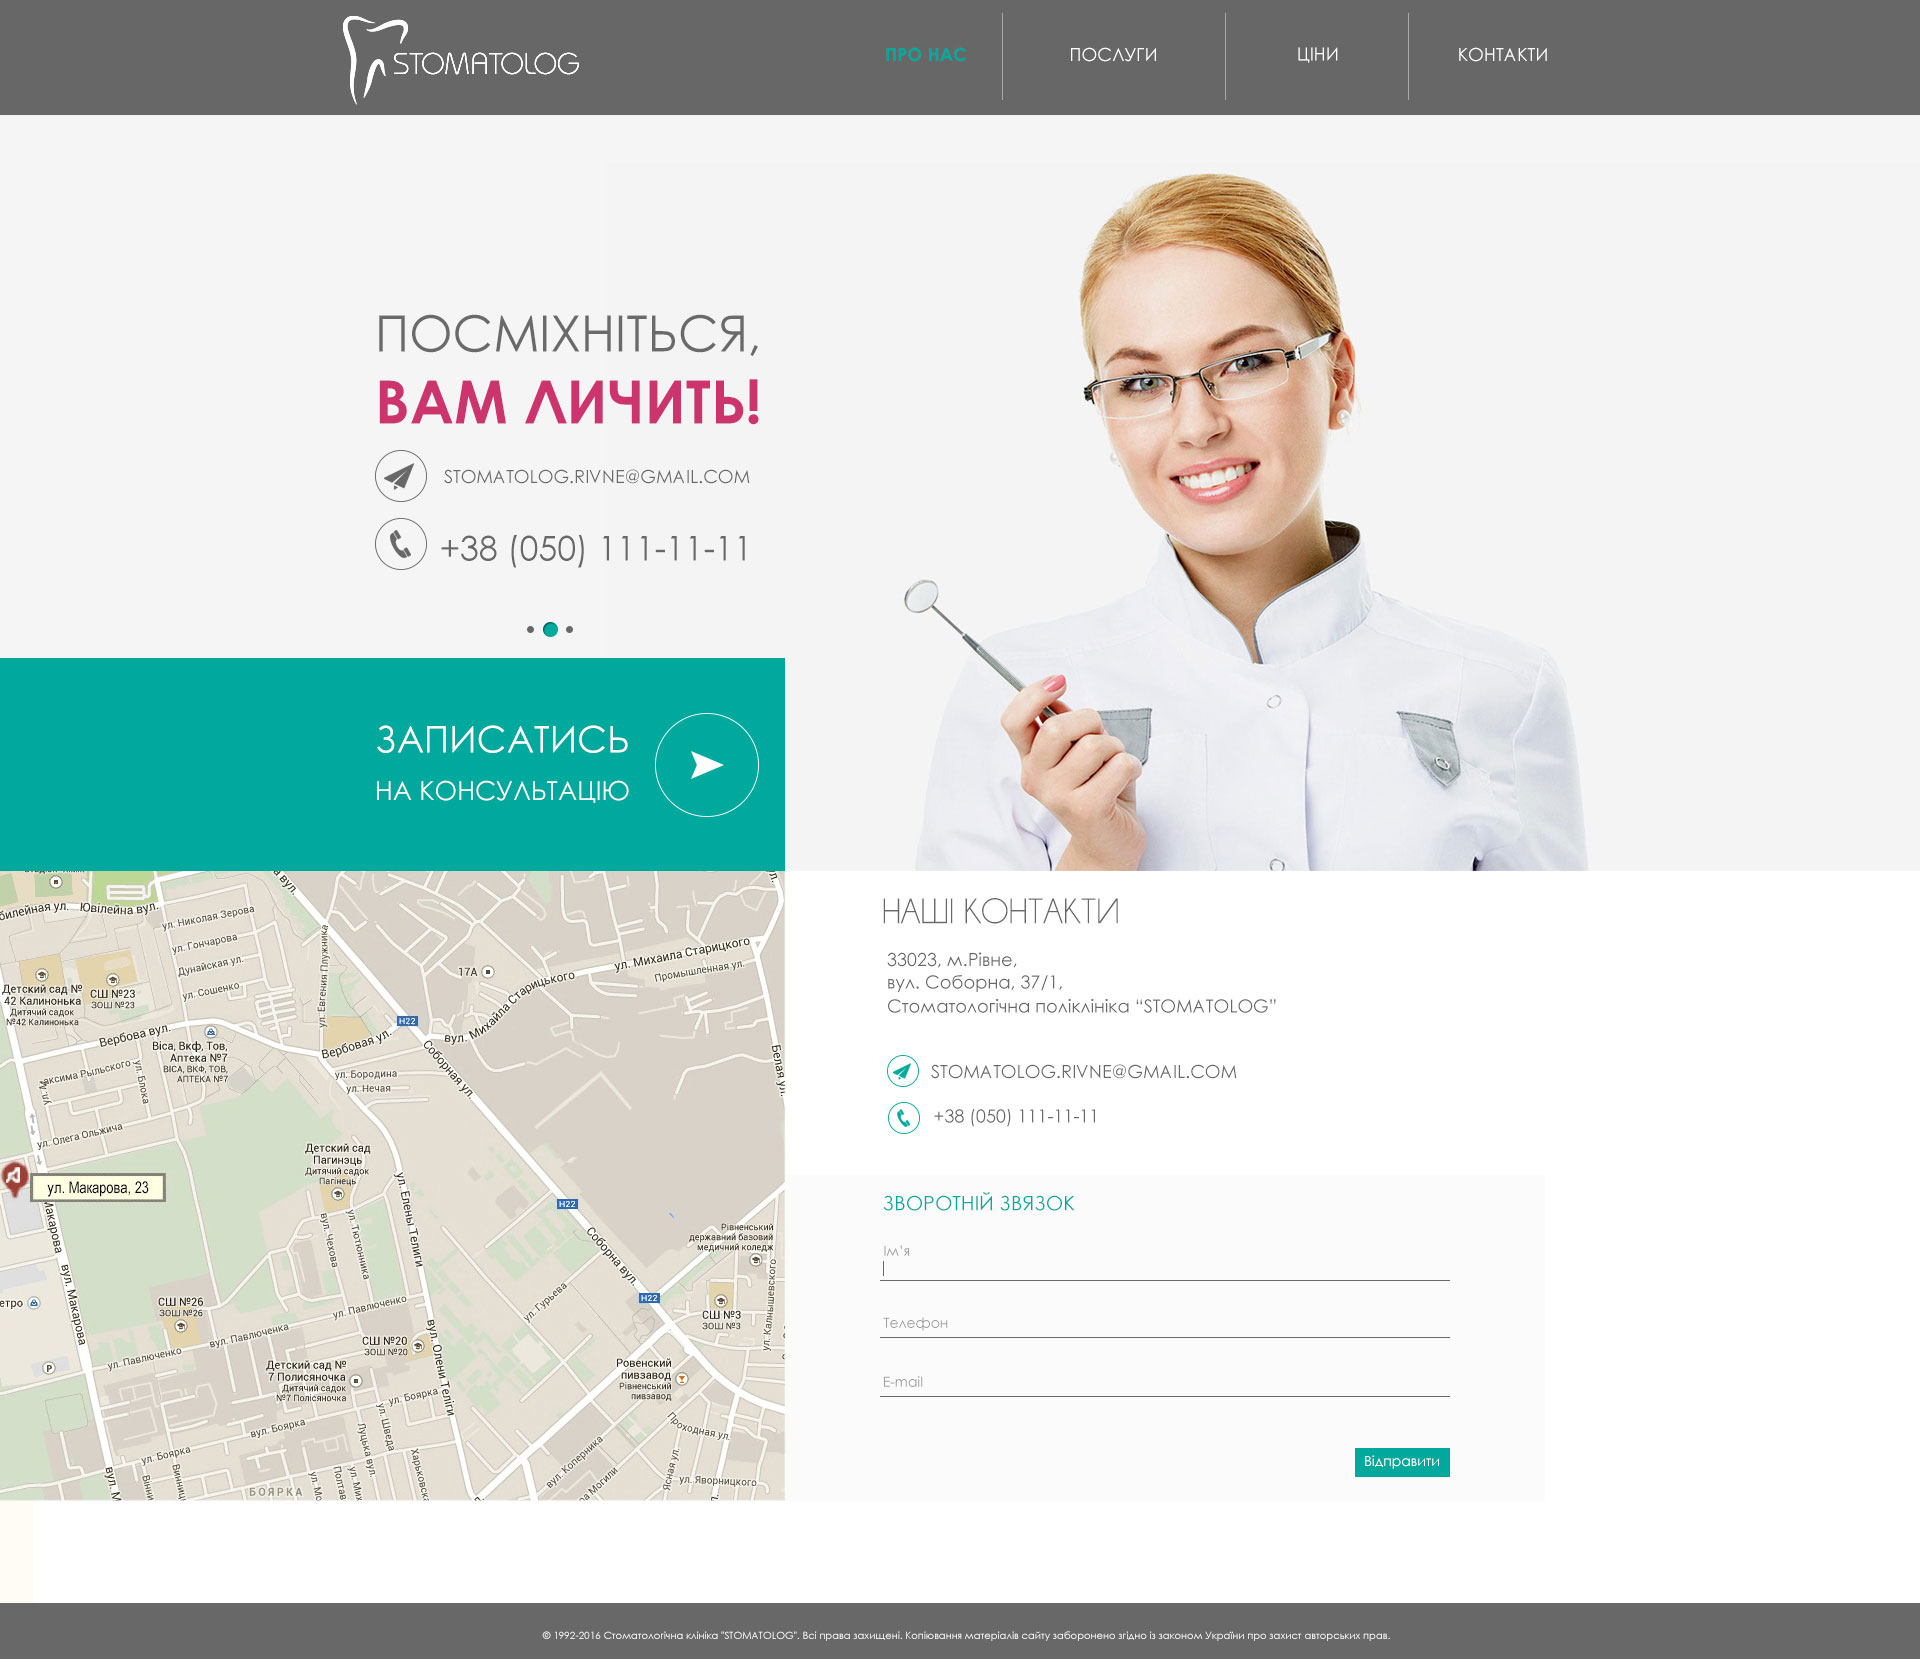 STOMATOLOG
ПРО НАС
ПОСЛУГИ
ЦІНИ
КОНТАКТИ
ПОСМІХНІТЬСЯ,
ВАМ ЛИЧИТЬ!
STOMATOLOG.RIVNE@GMAIL.COM
+38 (050) 111-11-11
ЗАПИСАТИСЬ
НА КОНСУЛЬТАЦІЮ
а вул.
билейная ул. Ювілейна вул.
ул. Николая Зерова
ул. Гончарова
Дунайская ул.
ул. Сошенко
ул. Евгения Плужника
17А
ул. Михаила Старицкого
Промышленная ул.
вул. Михайла Старицького
Детский сад №
42 Калинонька
Дитячий садок
№42 Калинонька
СШ №23
ЗОШ №23
Вербова вул.
Вербовая ул.
H22
Соборная ул.
Белая ул.
Віса, Вкф, Тов,
Аптека №7
ВІСА, ВКФ, ТОВ,
АПТЕКА №7
Максима Рыльского
ул. Блока
ул. Бородина
ул. Нечая
ул. Олега Ольжича
Детский сад
Пагинэць
Дитячий садок
Пагінець
ул. Макарова, 23
Макарова
вул. Макарова
ул. Чехова
ул. Тютюнника
ул. Елены Телиги
H22
Соборна вул.
Рівненський
державний базовий
медичний коледж
етро
СШ №26
ЗОШ №26
ул. Павлюченко
вул. Павлюченка
ул. Павлюченко
ул. Гурьева
H22
СШ №3
ЗОШ №3
ул. Калнышевского
P
СШ №20
ЗОШ №20
вул. Олени Теліги
Детский сад №
7 Полисяночка
Дитячий садок
№7 Полісяночка
Ровенский
пивзавод
Рівненський
пивзавод
ул. Боярка
вул. Боярка
ул. Боярка
ул. Шведа
Луцька вул.
Харьковская
Проходная ул.
вул. Коперника
Ясная ул.
ул. Яворницкого
БОЯРКА
НАШІ КОНТАКТИ
33023, м.Рівне,
вул. Соборна, 37/1,
Стоматологічна поліклініка “STOMATOLOG”
STOMATOLOG.RIVNE@GMAIL.COM
+38 (050) 111-11-11
ЗВОРОТНІЙ ЗВЯЗОК
Ім’я
Телефон
E-mail
Відправити
© 1992-2016 Стоматологічна клініка "STOMATOLOG". Всі права захищені. Копіювання матеріалів сайту заборонено згідно із законом України про захист авторських прав.